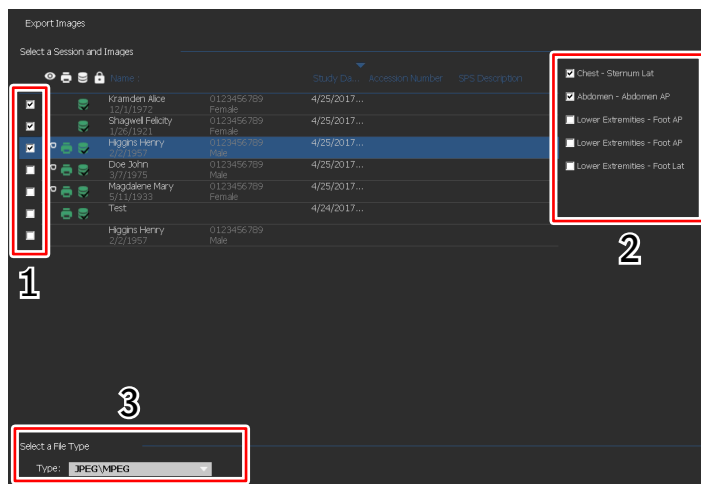 Export Images
Select a Session and Images
Name :
Study Da... Accession Number SPS Description
Kramden Alice 0123456789 4/25/2017...
12/1/1972 Female
Shagwell Felicity 0123456789 4/25/2017...
1/26/1921 Female
Higgins Henry 0123456789 4/25/2017...
2/2/1957 Male
Doe John 0123456789 4/25/2017...
3/7/1975 Male
Magdalene Mary 0123456789 4/25/2017...
5/11/1933 Female
Test 4/24/2017...
Higgins Henry 0123456789
2/2/1957 Male
1
Chest - Sternum Lat
Abdomen - Abdomen AP
Lower Extremities - Foot AP
Lower Extremities - Foot AP
Lower Extremities - Foot Lat
2
3
Select a File Type
Type: JPEG\MPEG